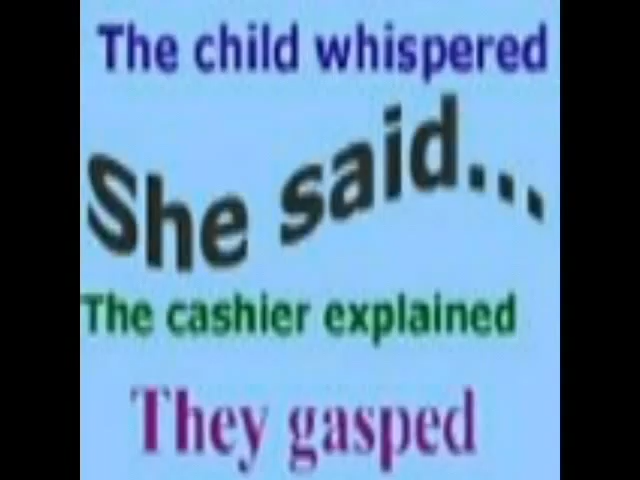 The child whispered
She said...
The cashier explained
They gasped